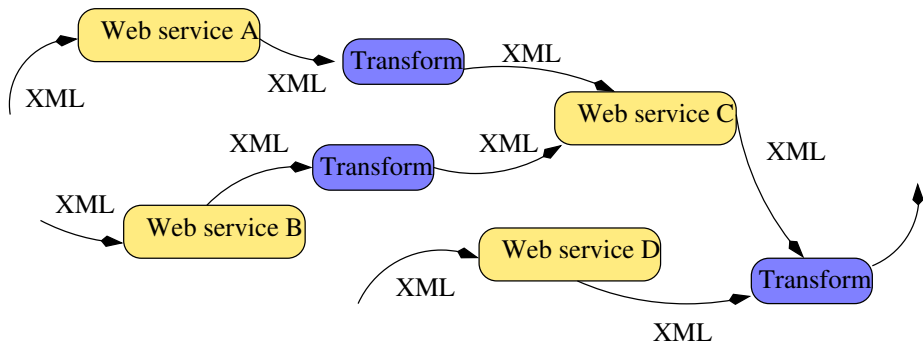 Web service A
Transform
XML
XML
XML
Web service C
XML
XML
XML
Transform
XML
Web service B
Web service D
XML
Transform
XML